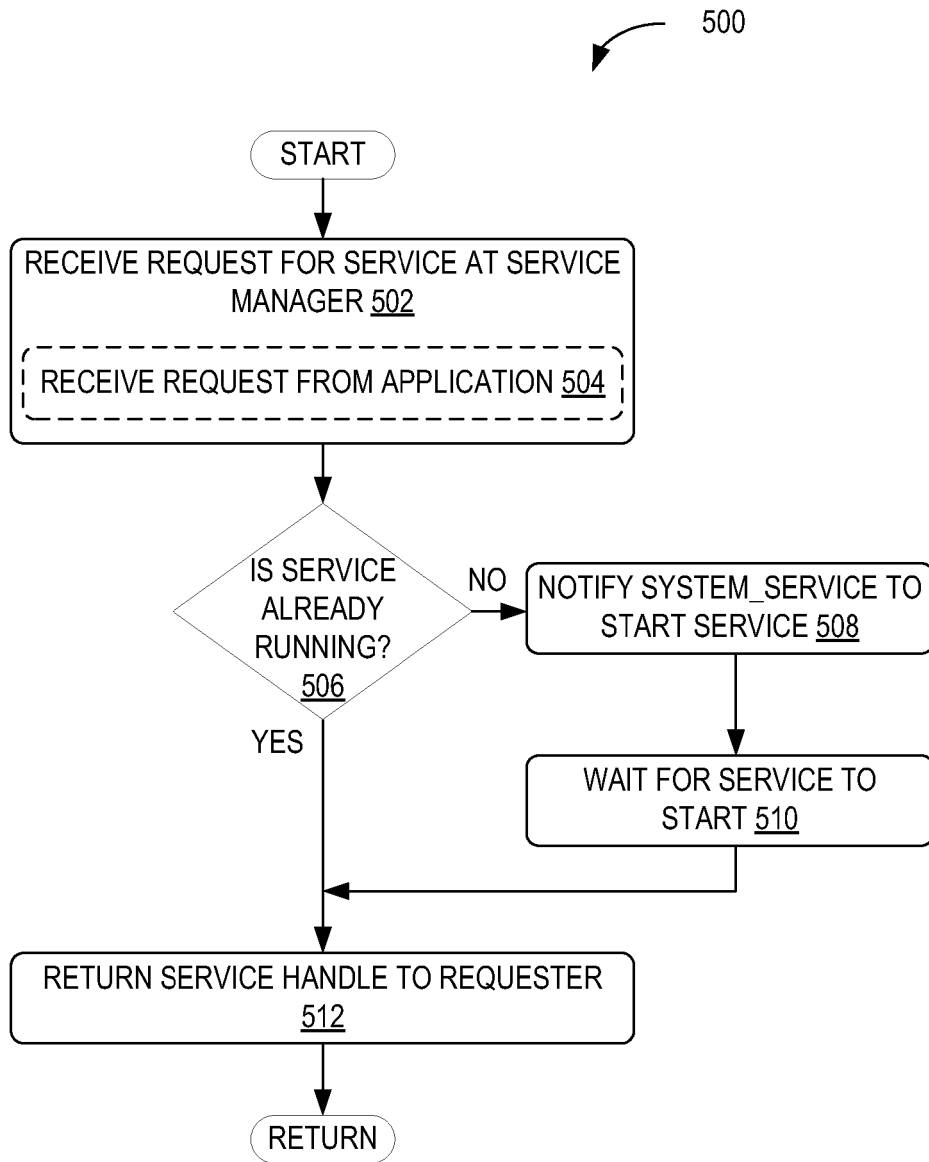 500
START
RECEIVE REQUEST FOR SERVICE AT SERVICE
MANAGER 502
RECEIVE REQUEST FROM APPLICATION 504
IS SERVICE
ALREADY
RUNNING?
506
NO
NOTIFY SYSTEM_SERVICE TO
START SERVICE 508
YES
WAIT FOR SERVICE TO
START 510
RETURN SERVICE HANDLE TO REQUESTER
512
RETURN